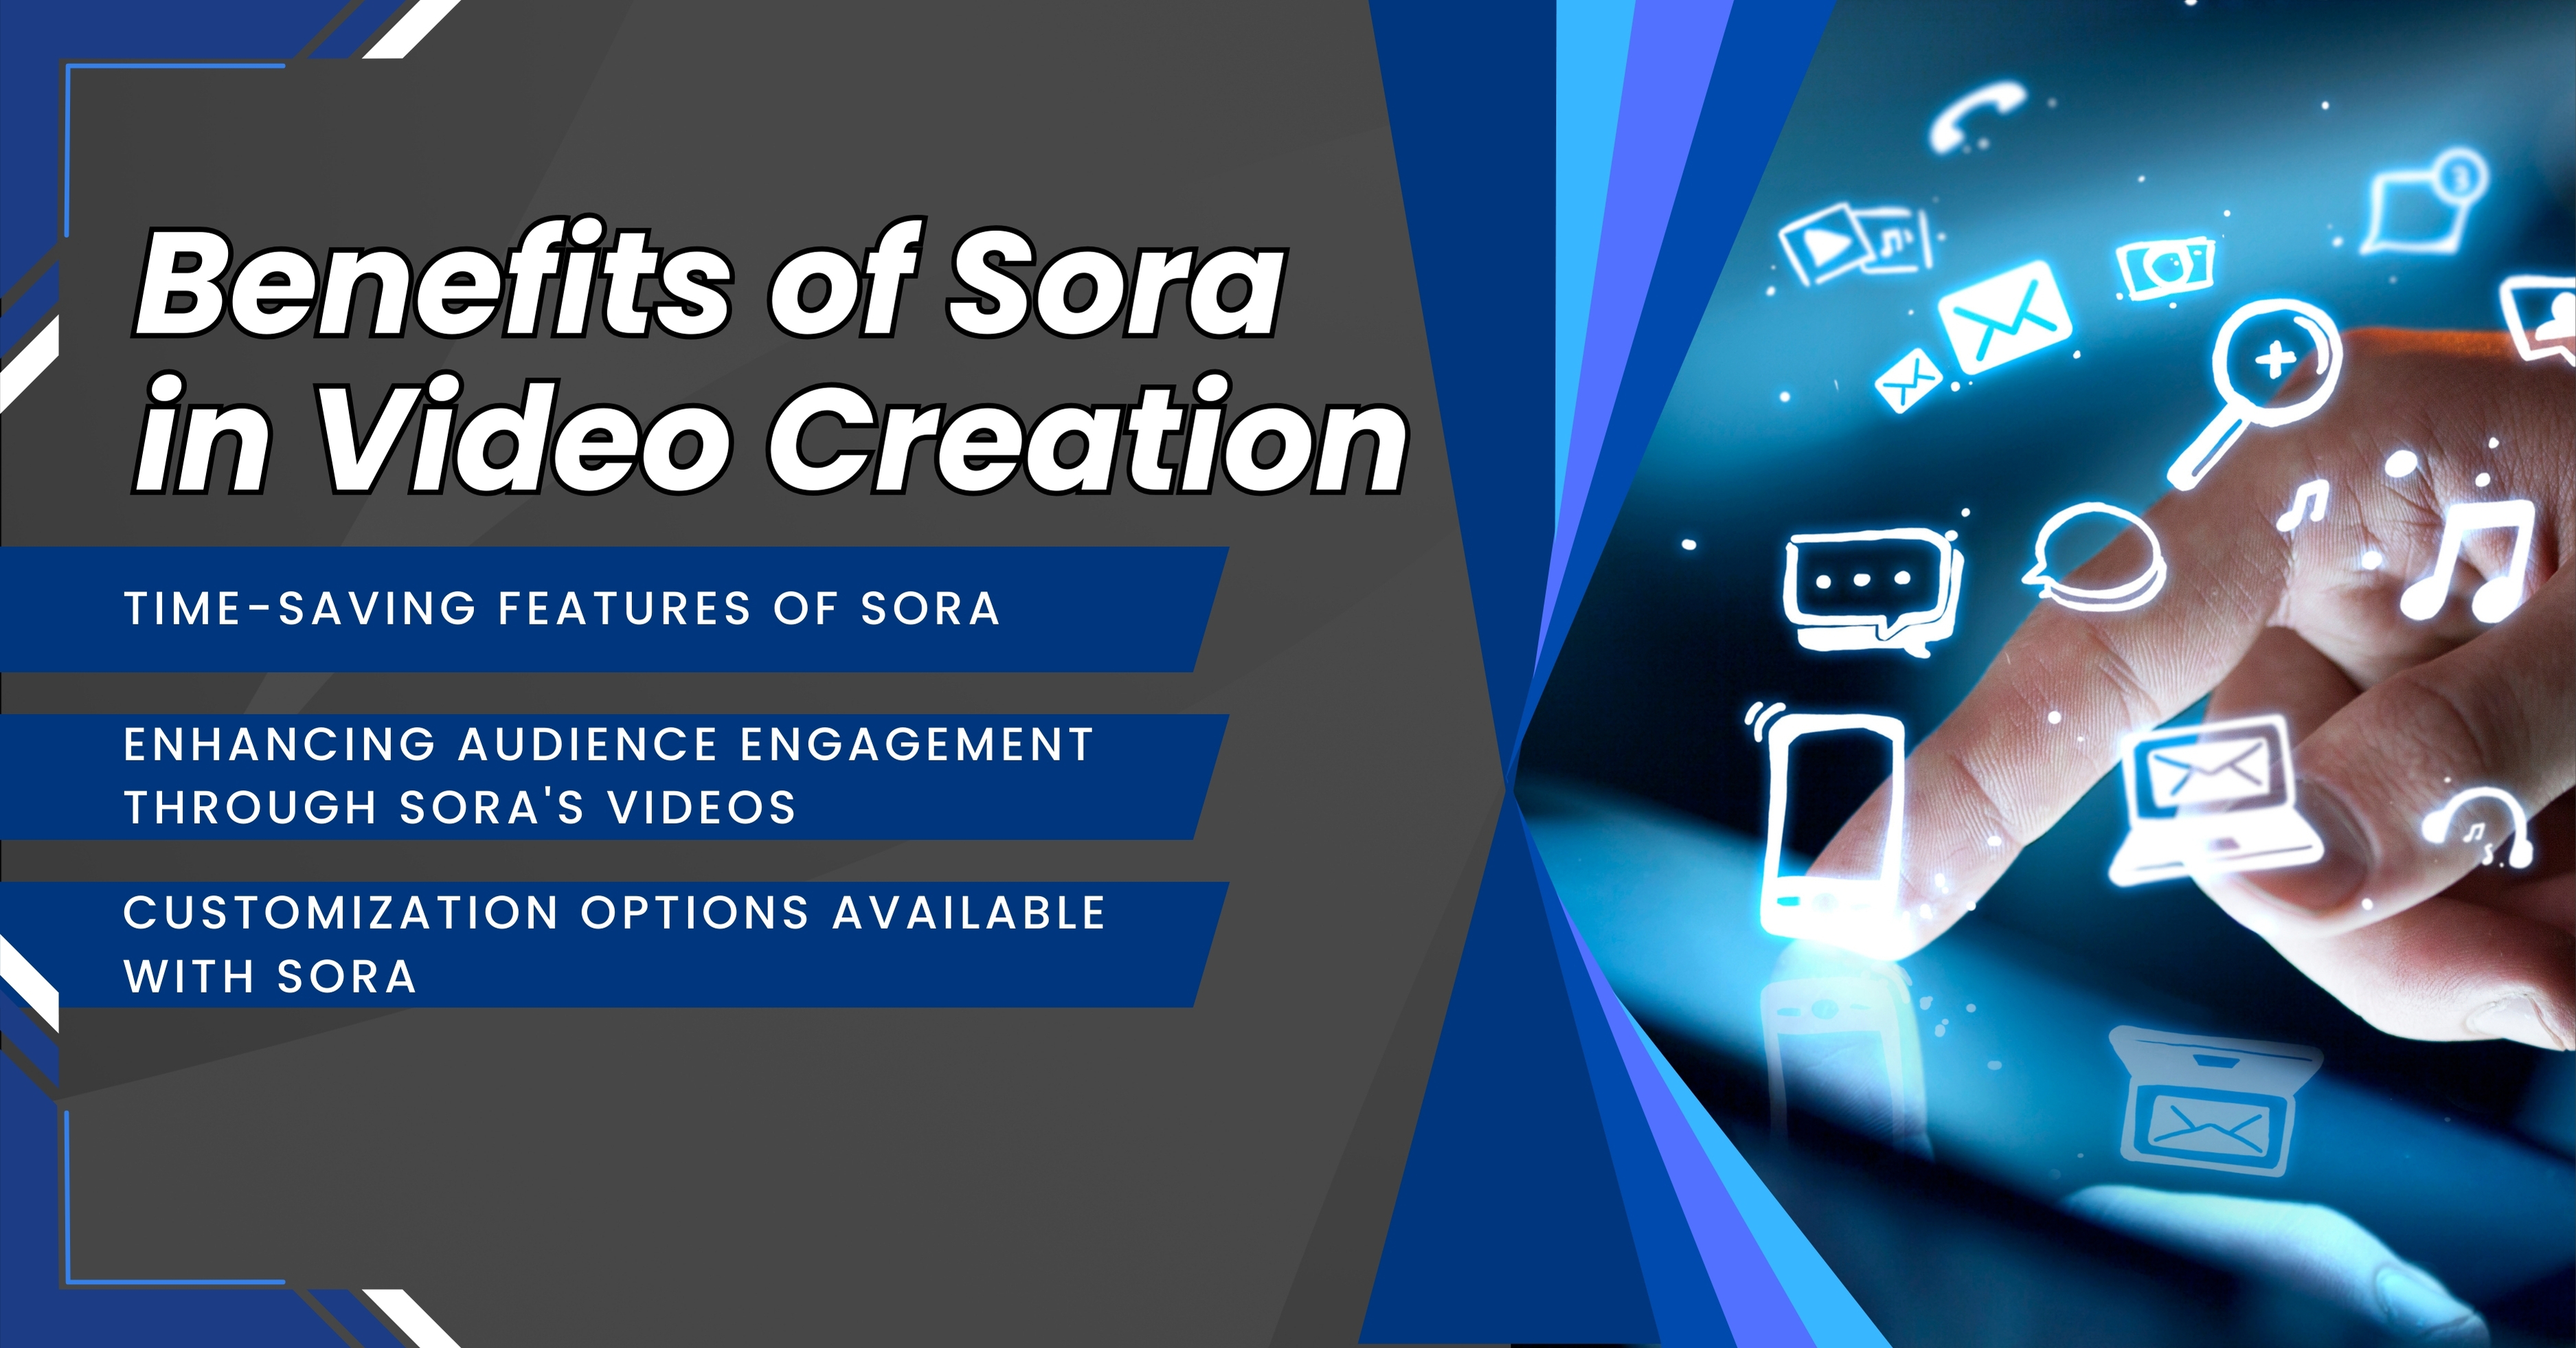 Benefits of Sora
in Video Creation
TIME-SAVING FEATURES OF SORA
ENHANCING AUDIENCE ENGAGEMENT
THROUGH SORA'S VIDEOS
CUSTOMIZATION OPTIONS AVAILABLE
WITH SORA
3